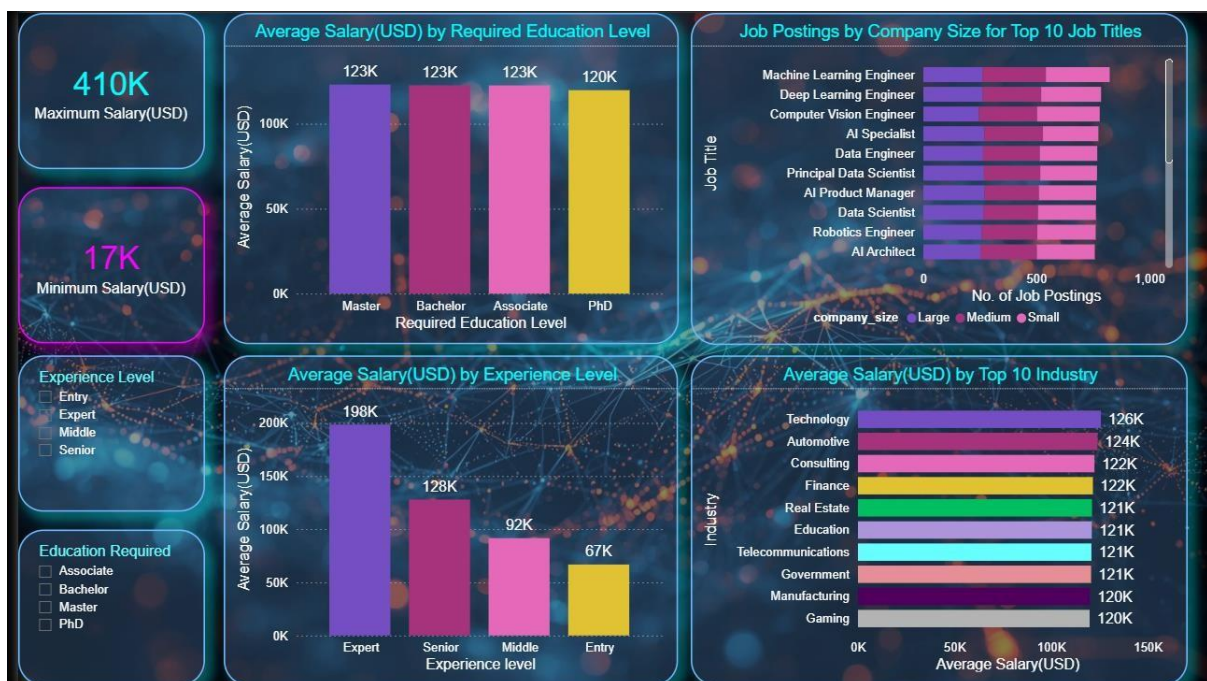 410K
Maximum Salary(USD)
17K
Minimum Salary(USD)
Experience Level
Entry
Expert
Middle
Senior
Education Required
Associate
Bachelor
Master
PhD
Average Salary(USD) by Required Education Level
Average Salary(USD)
100K
50K
0K
123K
123K
123K
120K
Master
Bachelor
Associate
PhD
Required Education Level
Average Salary(USD) by Experience Level
Average Salary(USD)
200K
150K
100K
50K
0K
198K
128K
92K
67K
Expert
Senior
Middle
Entry
Experience level
Job Postings by Company Size for Top 10 Job Titles
Job Title
Machine Learning Engineer
Deep Learning Engineer
Computer Vision Engineer
AI Specialist
Data Engineer
Principal Data Scientist
AI Product Manager
Data Scientist
Robotics Engineer
AI Architect
0 500 1,000
No. of Job Postings
company_size Large Medium Small
Average Salary(USD) by Top 10 Industry
Industry
Technology 126K
Automotive 124K
Consulting 122K
Finance 122K
Real Estate 121K
Education 121K
Telecommunications 121K
Government 121K
Manufacturing 120K
Gaming 120K
0K 50K 100K 150K
Average Salary(USD)